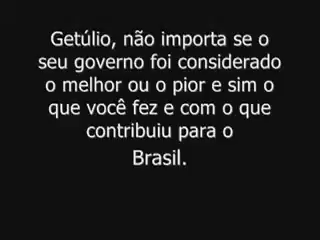 Getúlio, não importa se o
seu governo foi considerado
o melhor ou o pior e sim o
que você fez e com o que
contribuiu para o
Brasil.